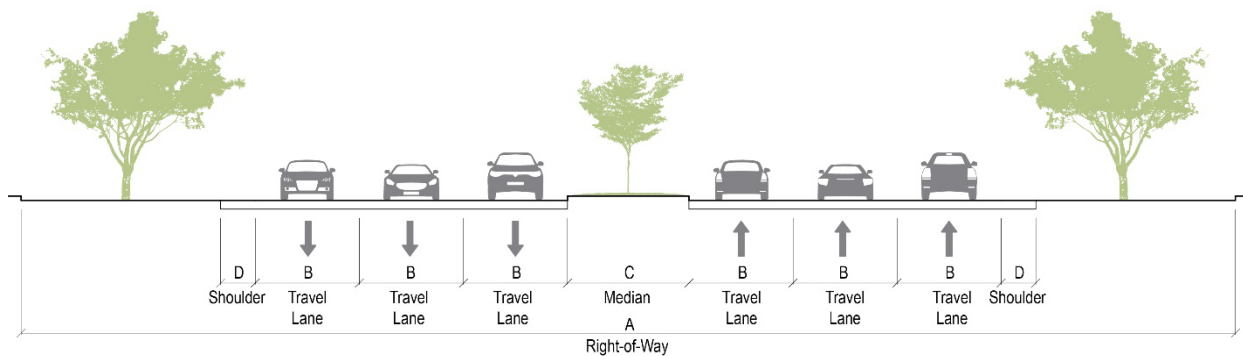 D B B B C B B B D
Shoulder Travel Travel Travel Median Travel Travel Travel Shoulder
Lane Lane Lane Lane Lane Lane
A
Right-of-Way